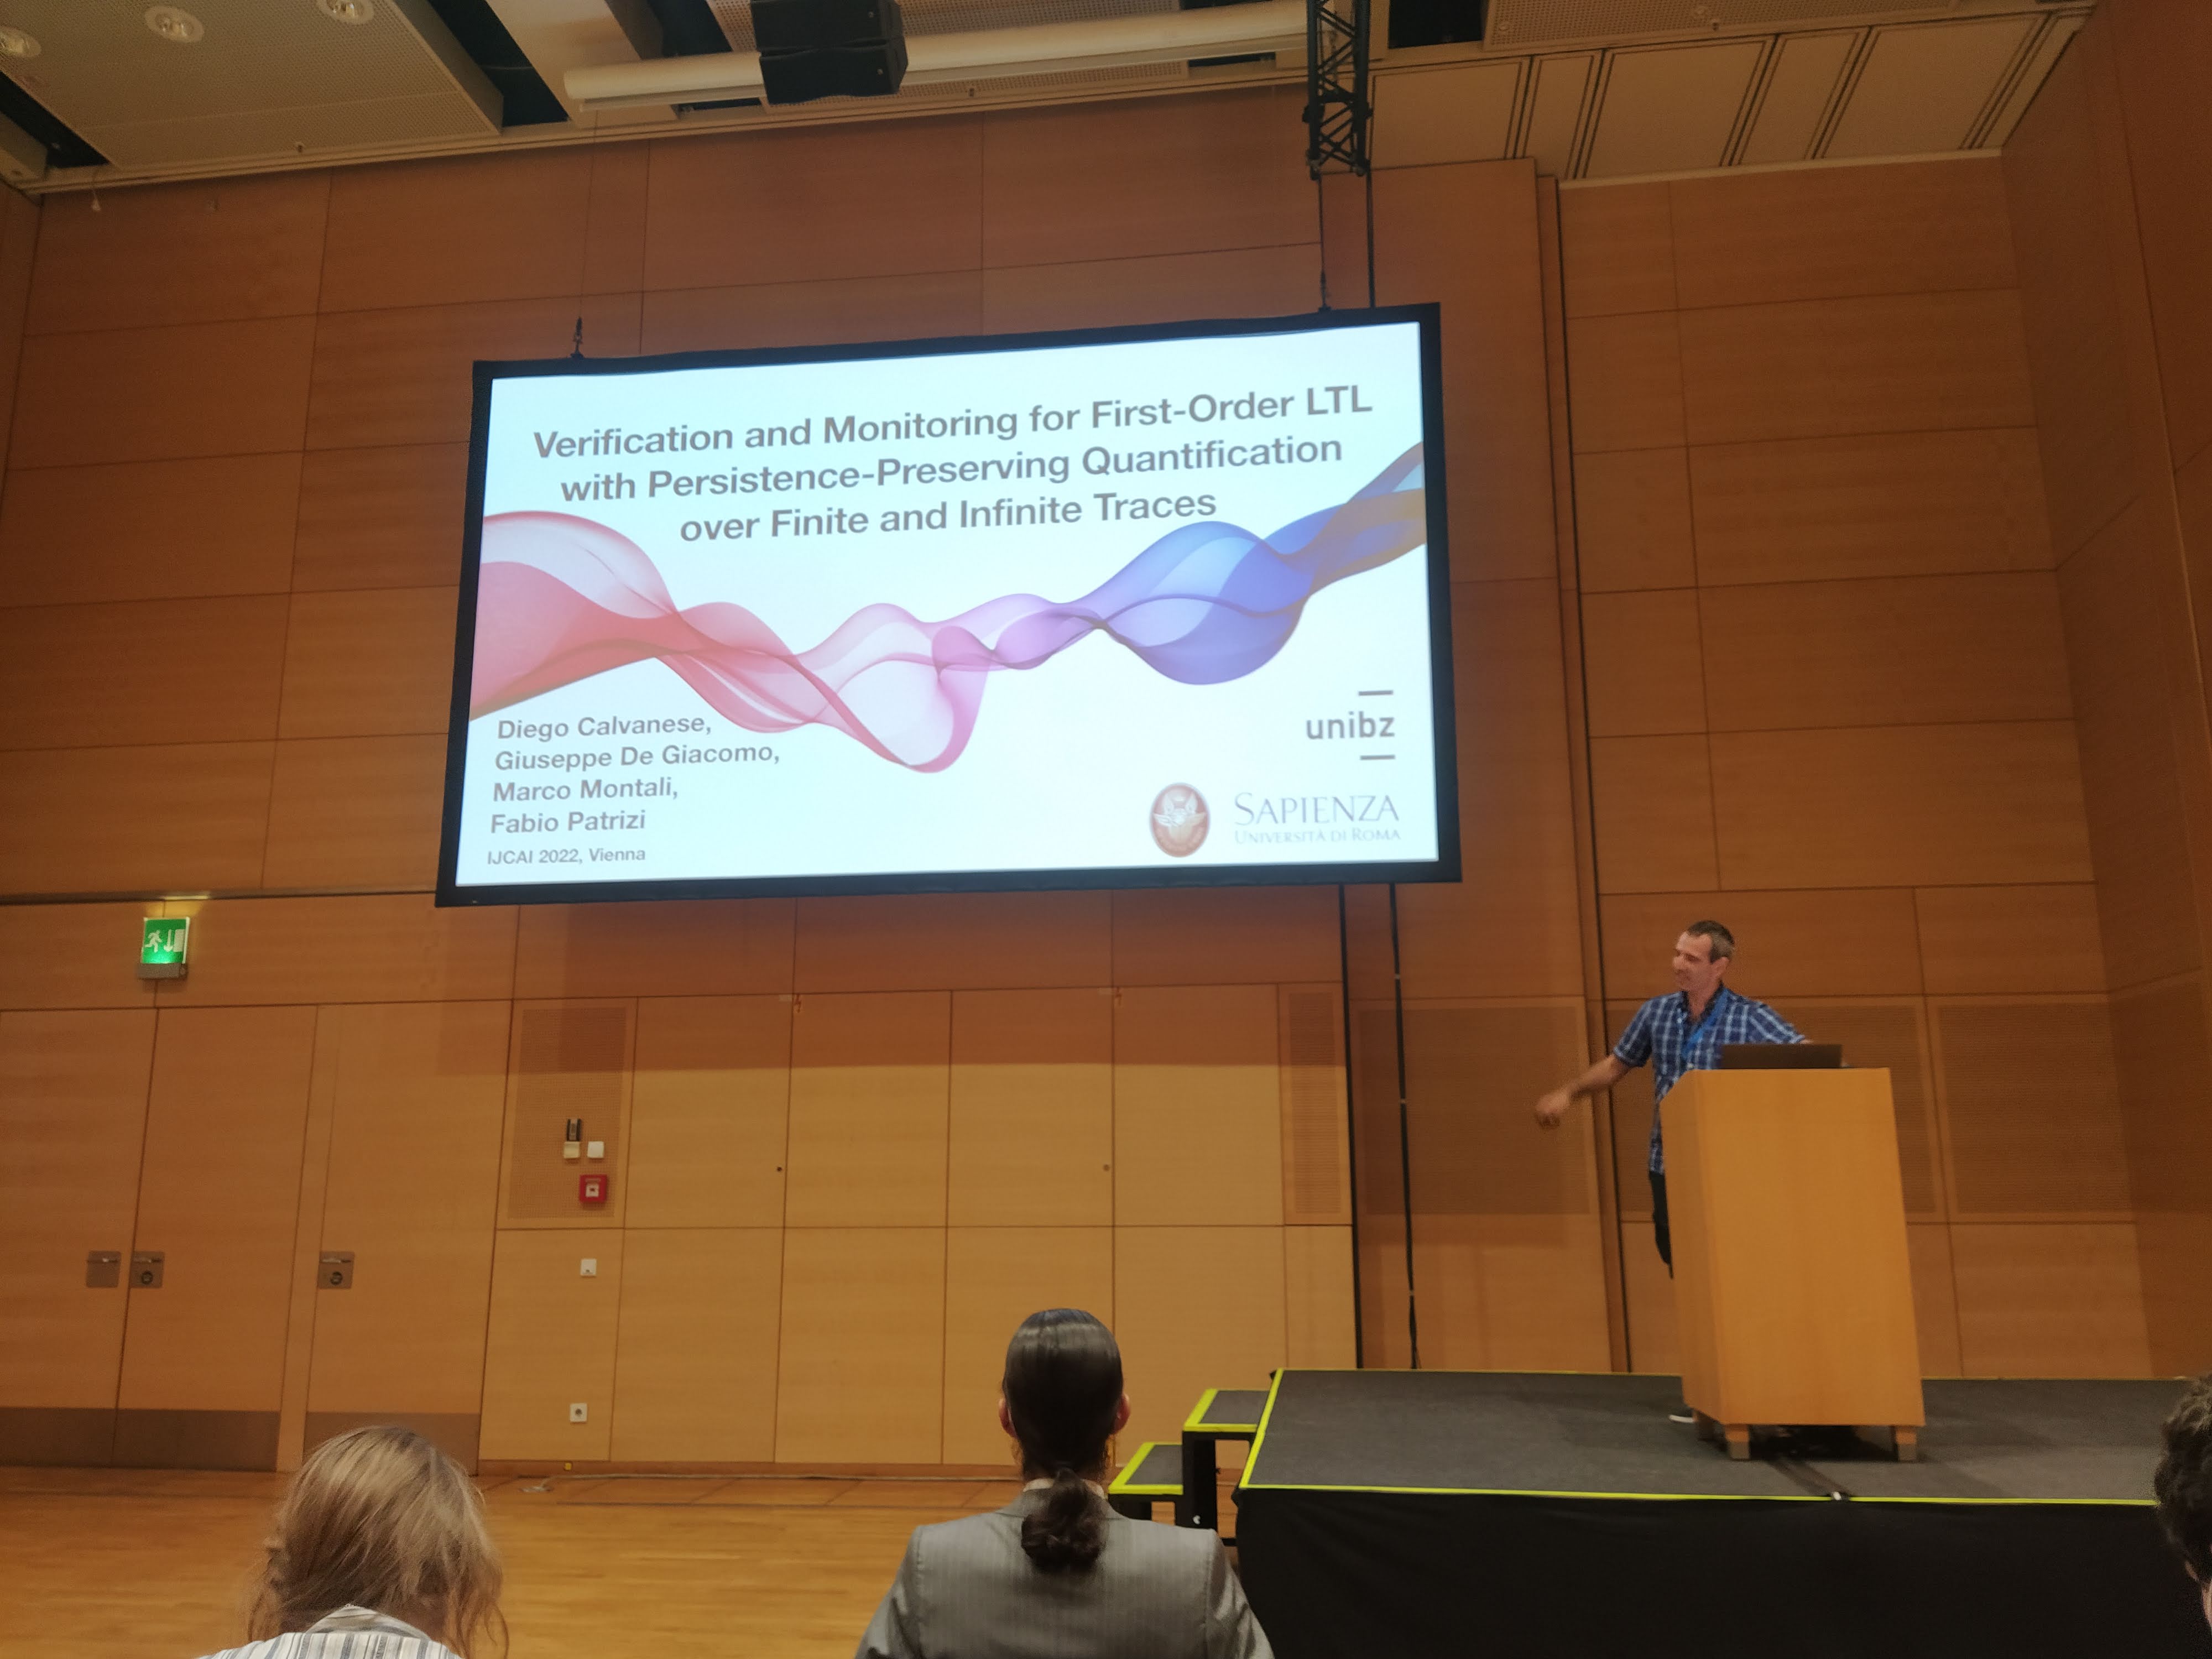 Verification and Monitoring for First-Order LTL
with Persistence-Preserving Quantification
over Finite and Infinite Traces
Diego Calvanese,
Giuseppe De Giacomo,
Marco Montali,
Fabio Patrizi
IJCAI 2022, Vienna
unibz
SAPIENZA
UNIVERSITÀ DI ROMA